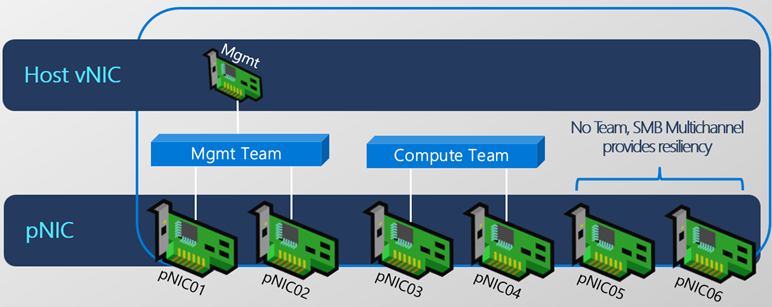 Mgmt
Host vNIC
No Team, SMB Multichannel
provides resiliency
Mgmt Team
Compute Team
pNIC
pNIC01
pNIC02
pNIC03
pNIC04
pNIC05
pNIC06